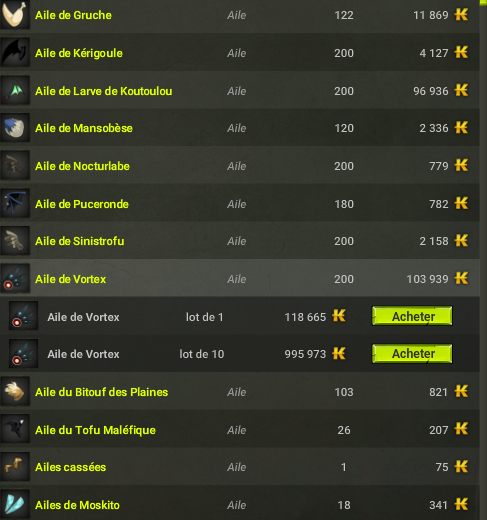 Aile de Gruche Aile 122 11 869
Aile de Kérigoule Aile 200 4 127
Aile de Larve de Koutoulou Aile 200 96 936
Aile de Mansobèse Aile 120 2 336
Aile de Nocturlabe Aile 200 779
Aile de Puceronde Aile 180 782
Aile de Sinistrofu Aile 200 2 158
Aile de Vortex Aile 200 103 939
Aile de Vortex lot de 1 118 665 Acheter
Aile de Vortex lot de 10 995 973 Acheter
Aile du Bitouf des Plaines Aile 103 821
Aile du Tofu Maléfique Aile 26 207
Ailes cassées Aile 1 75
Ailes de Moskito Aile 18 341